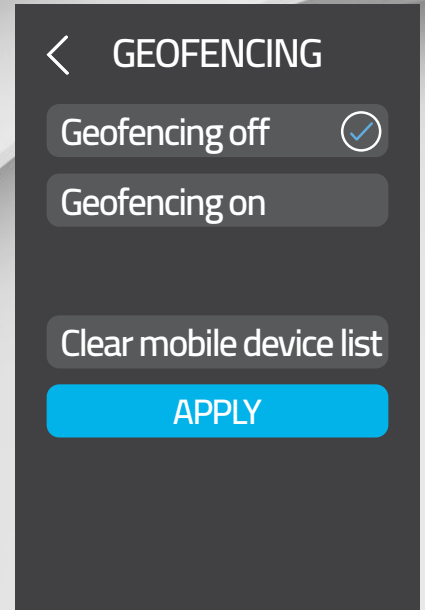 GEOFENCING
Geofencing off
Geofencing on
Clear mobile device list
APPLY